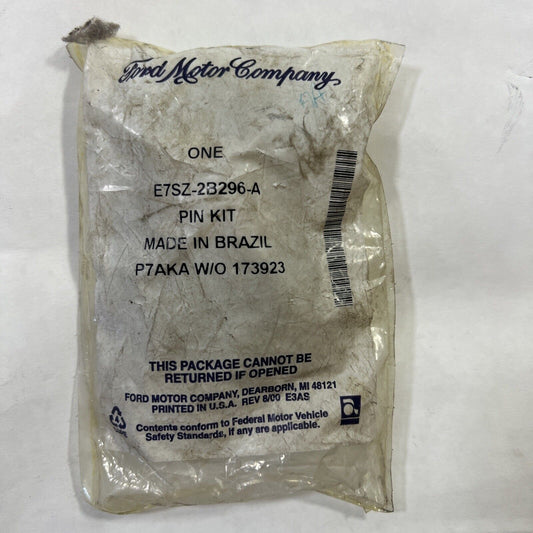 Ford Motor Company
ONE
E7SZ-2B296-A
PIN KIT
MADE IN BRAZIL
P7AKA W/O 173923
THIS PACKAGE CANNOT BE
RETURNED IF OPENED
FORD MOTOR COMPANY, DEARBORN, MI 48121
PRINTED IN U.S.A. REV 8/00 E3AS
Contents conform to Federal Motor Vehicle
Safety Standards, if any are applicable.